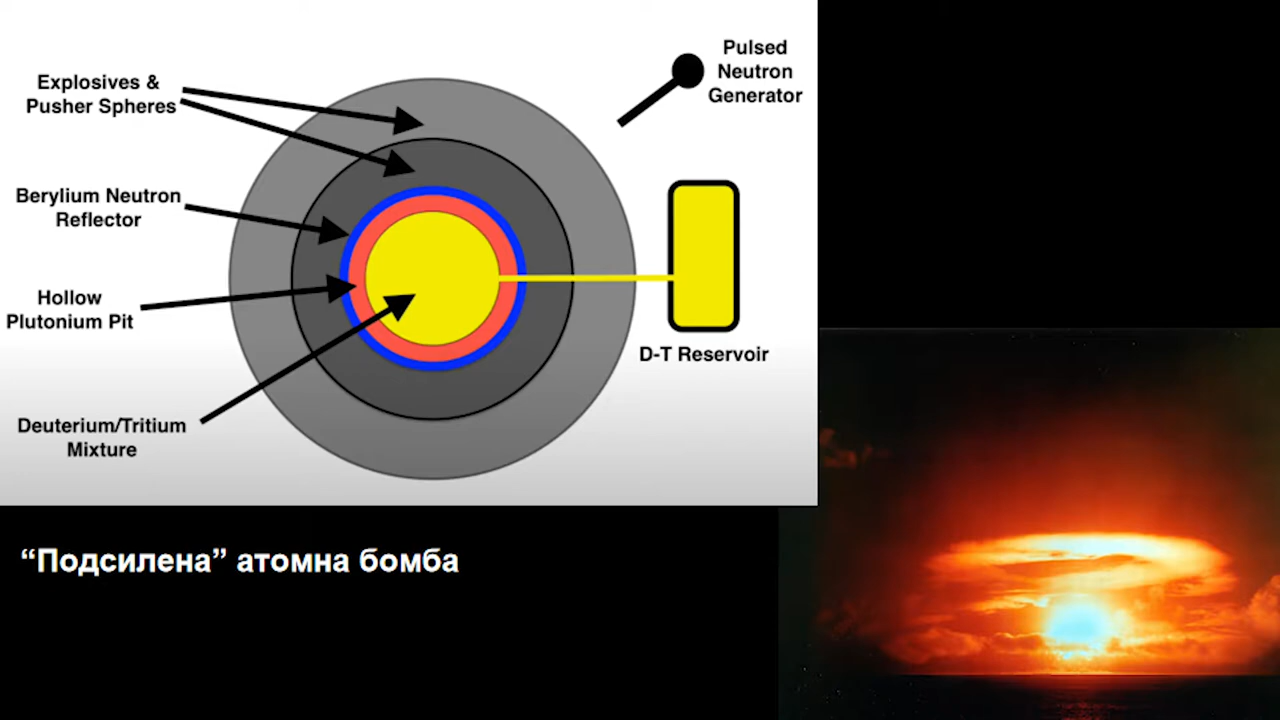 Explosives &
Pusher Spheres
Berylium Neutron
Reflector
Hollow
Plutonium Pit
Deuterium/Tritium
Mixture
Pulsed
Neutron
Generator
D-T Reservoir
“Подсилена” атомна бомба